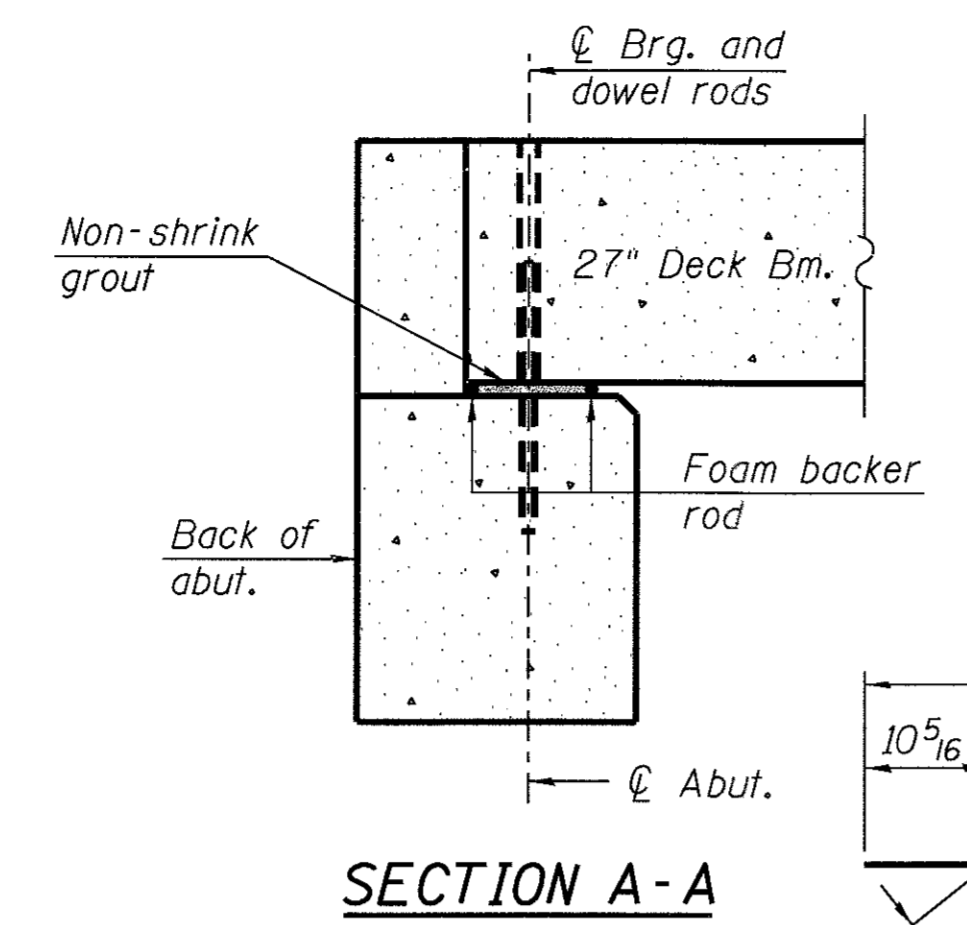 ℄ Brg. and
dowel rods
Non-shrink
grout
27" Deck Bm.
Foam backer
rod
Back of
abut.
10 5/16
℄ Abut.
SECTION A-A